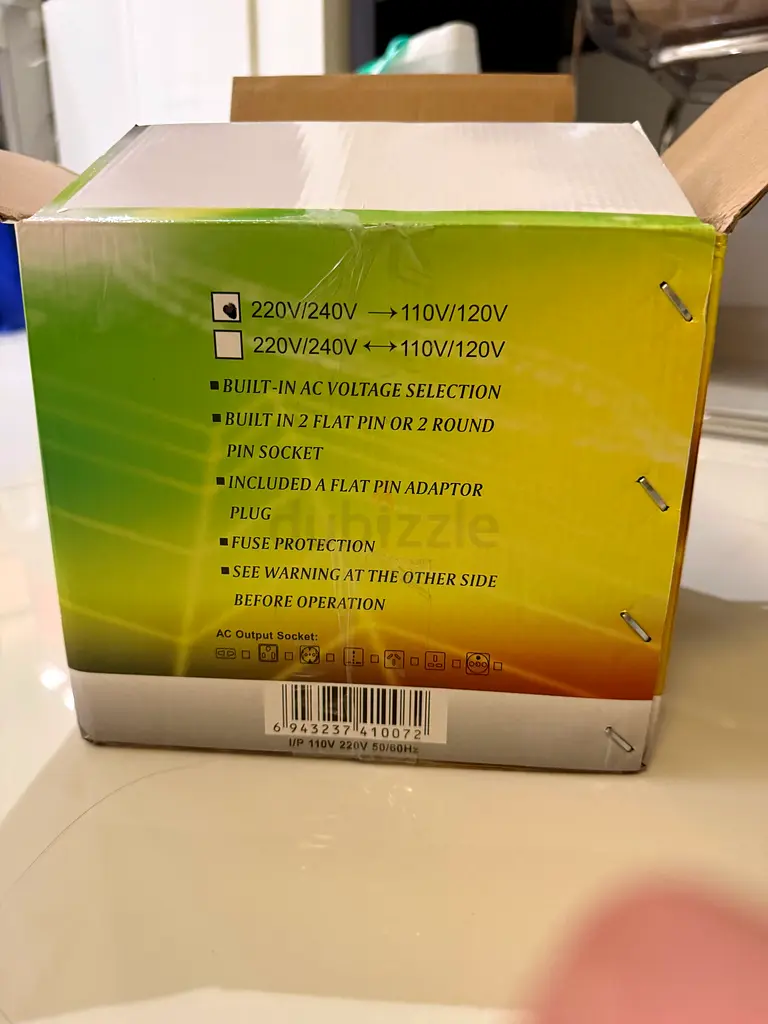 220V/240V → 110V/120V
220V/240V ↔ 110V/120V
■ BUILT-IN AC VOLTAGE SELECTION
■ BUILT IN 2 FLAT PIN OR 2 ROUND
PIN SOCKET
■ INCLUDED A FLAT PIN ADAPTOR
PLUG
dubizzle
■ FUSE PROTECTION
■ SEE WARNING AT THE OTHER SIDE
BEFORE OPERATION
AC Output Socket:
6 943237 410072
I/P 110V 220V 50/60Hz